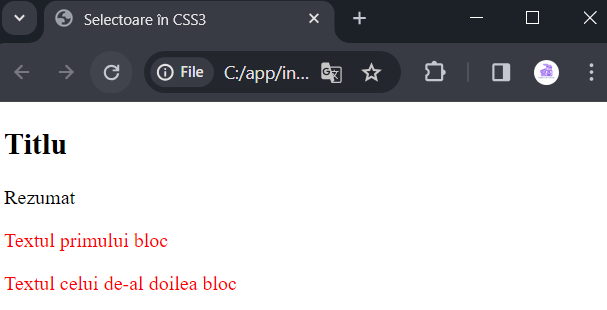 Selectoare în CSS3
File C:/app/in...
Titlu
Rezumat
Textul primului bloc
Textul celui de-al doilea bloc